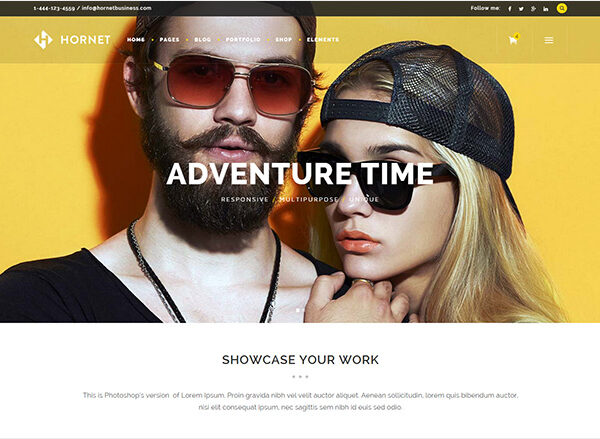 1-444-123-4559 / info@hornetbusiness.com
Follow me:
HORNET
HOME PAGES BLOG PORTFOLIO SHOP ELEMENTS
ADVENTURE TIME
RESPONSIVE / MULTIPURPOSE / UNIQUE
SHOWCASE YOUR WORK
This is Photoshop's version of Lorem Ipsum. Proin gravida nibh vel velit auctor aliquet. Aenean sollicitudin, lorem quis bibendum auctor,
nisi elit consequat ipsum, nec sagittis sem nibh id euis sed odio.